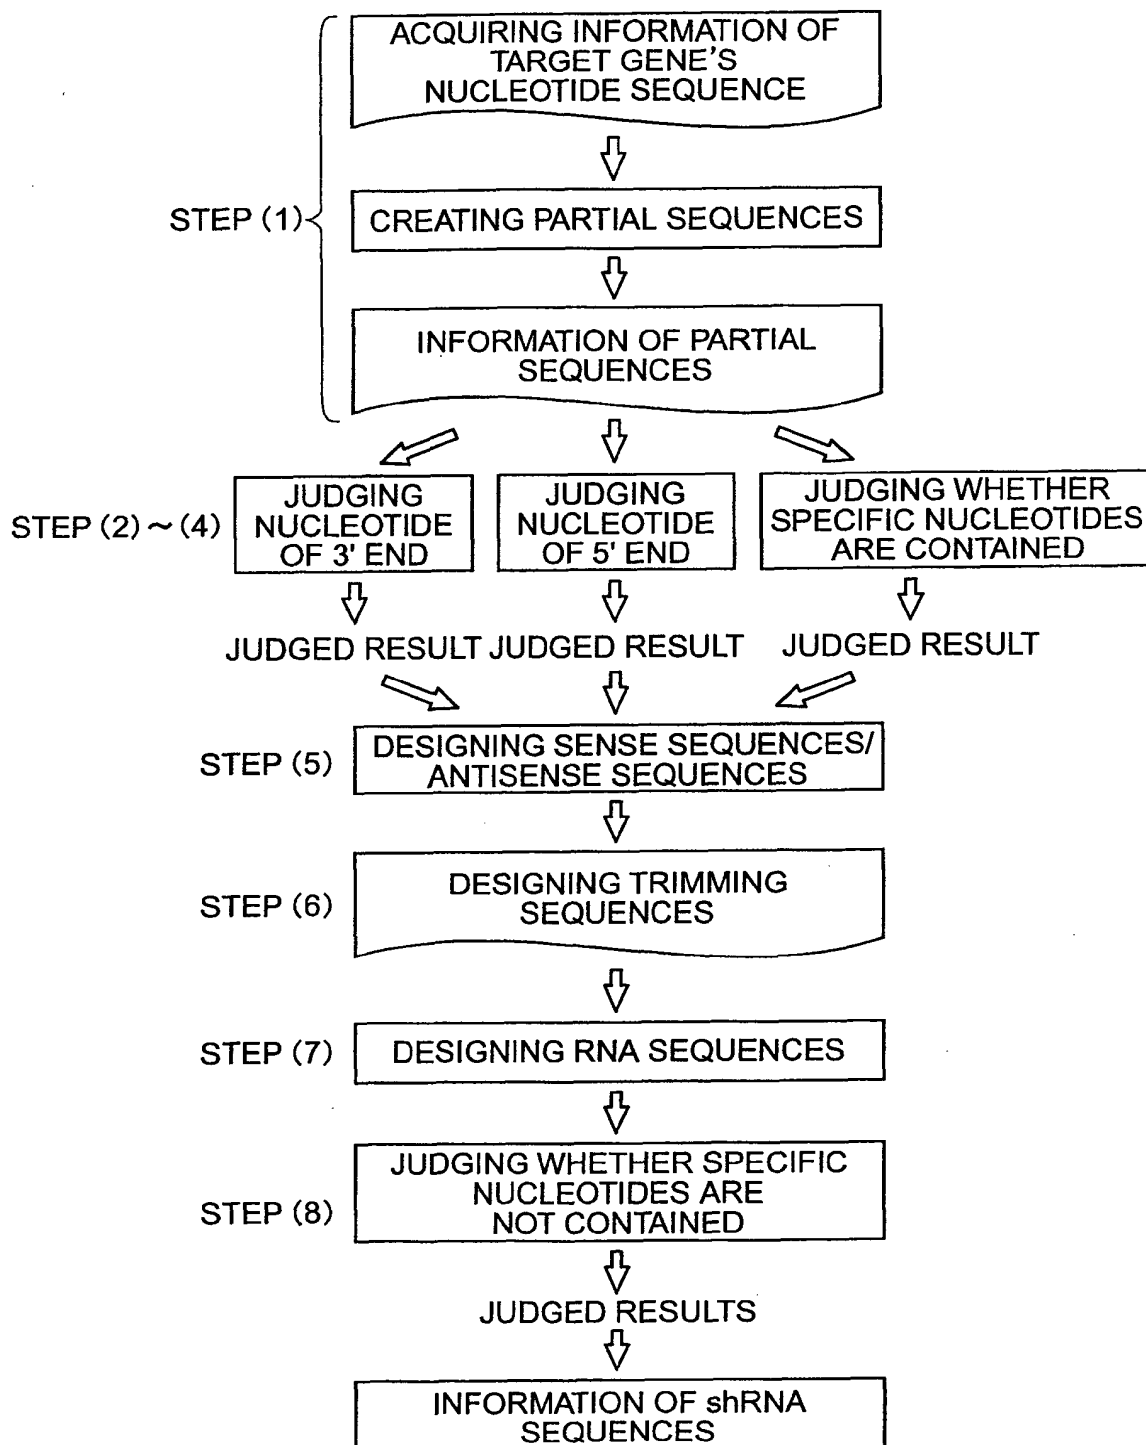 ACQUIRING INFORMATION OF
TARGET GENE'S
NUCLEOTIDE SEQUENCE
STEP (1)
CREATING PARTIAL SEQUENCES
INFORMATION OF PARTIAL
SEQUENCES
STEP (2)~(4)
JUDGING
NUCLEOTIDE
OF 3' END
JUDGING
NUCLEOTIDE
OF 5' END
JUDGING WHETHER
SPECIFIC NUCLEOTIDES
ARE CONTAINED
JUDGED RESULT
JUDGED RESULT
JUDGED RESULT
STEP (5)
DESIGNING SENSE SEQUENCES/
ANTISENSE SEQUENCES
STEP (6)
DESIGNING TRIMMING
SEQUENCES
STEP (7)
DESIGNING RNA SEQUENCES
STEP (8)
JUDGING WHETHER SPECIFIC
NUCLEOTIDES ARE
NOT CONTAINED
JUDGED RESULTS
INFORMATION OF shRNA
SEQUENCES